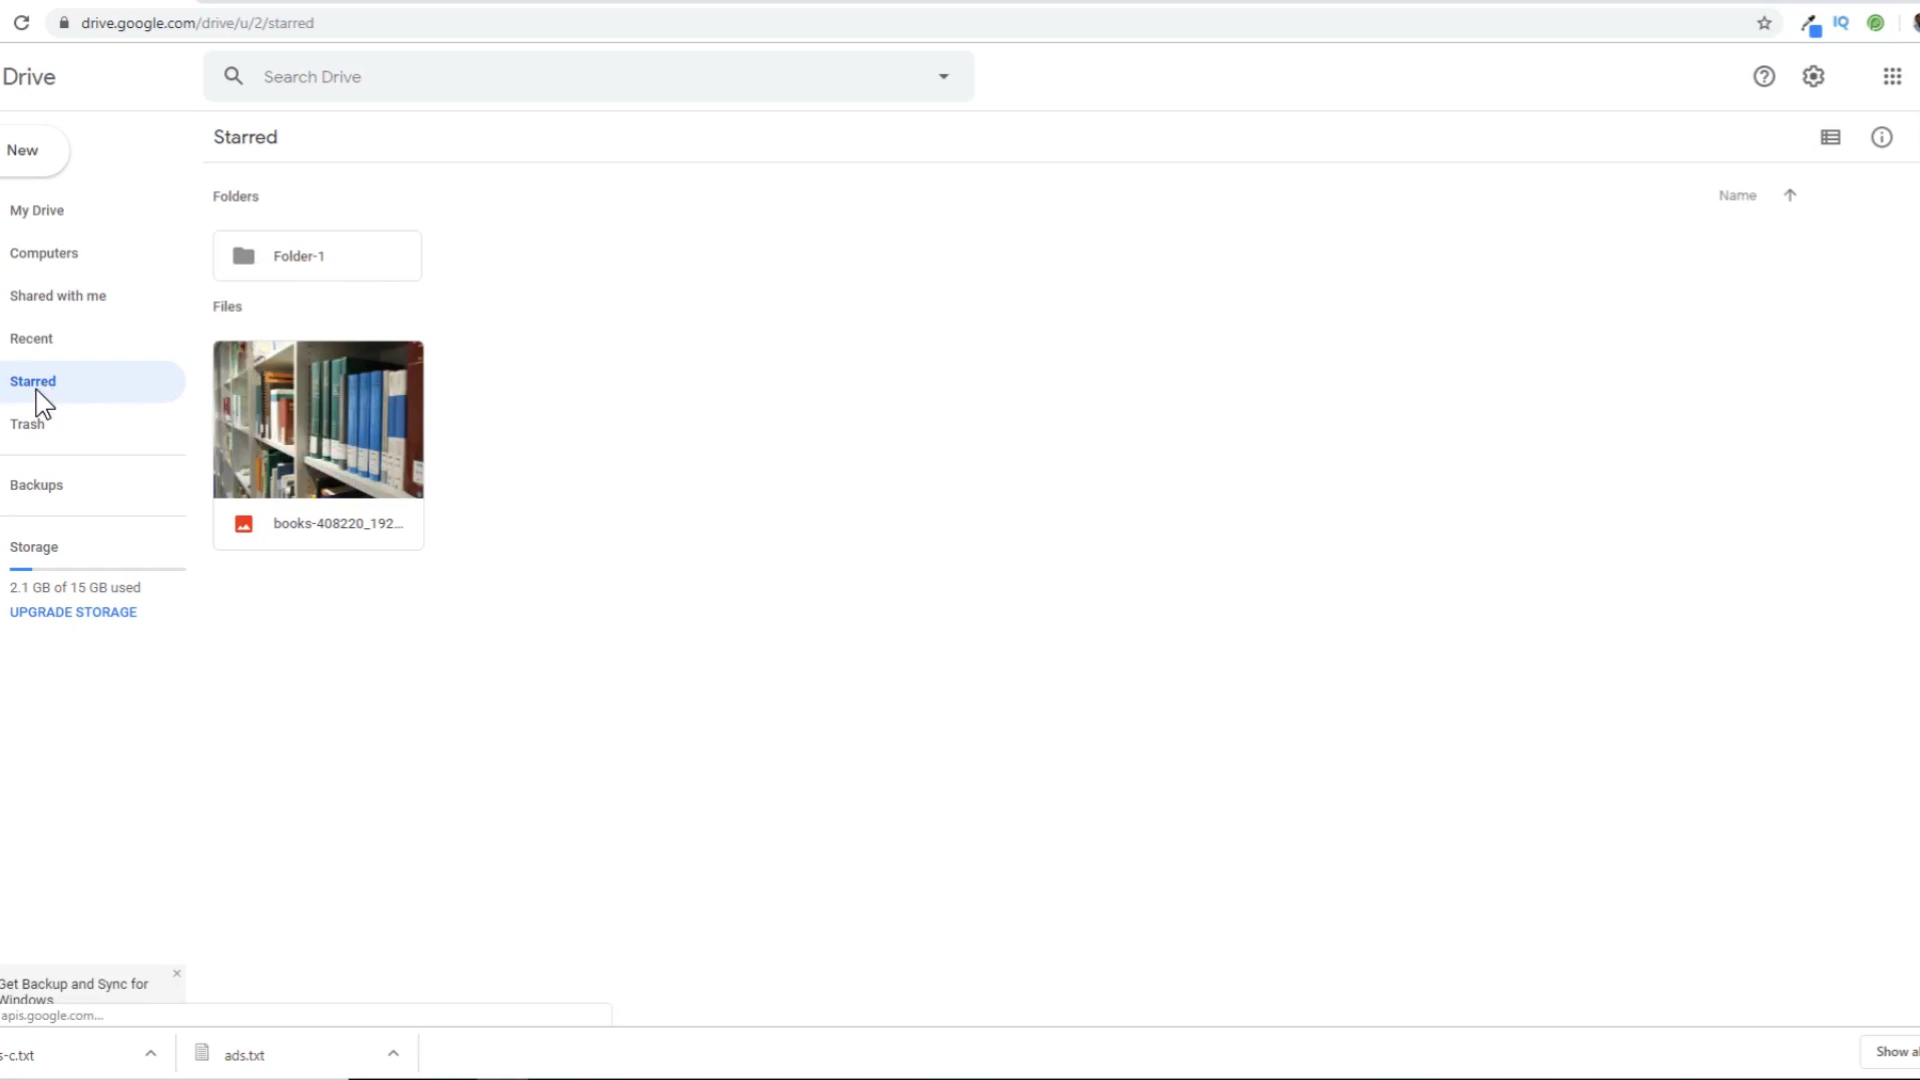 drive.google.com/drive/u/2/starred
IQ
Drive
Search Drive
New
Starred
My Drive
Computers
Shared with me
Recent
Starred
Trash
Backups
Storage
2.1 GB of 15 GB used
UPGRADE STORAGE
Folders
Name
Folder-1
Files
books-408220_192...
Get Backup and Sync for
Windows
apis.google.com...
s-c.txt
ads.txt
Show al